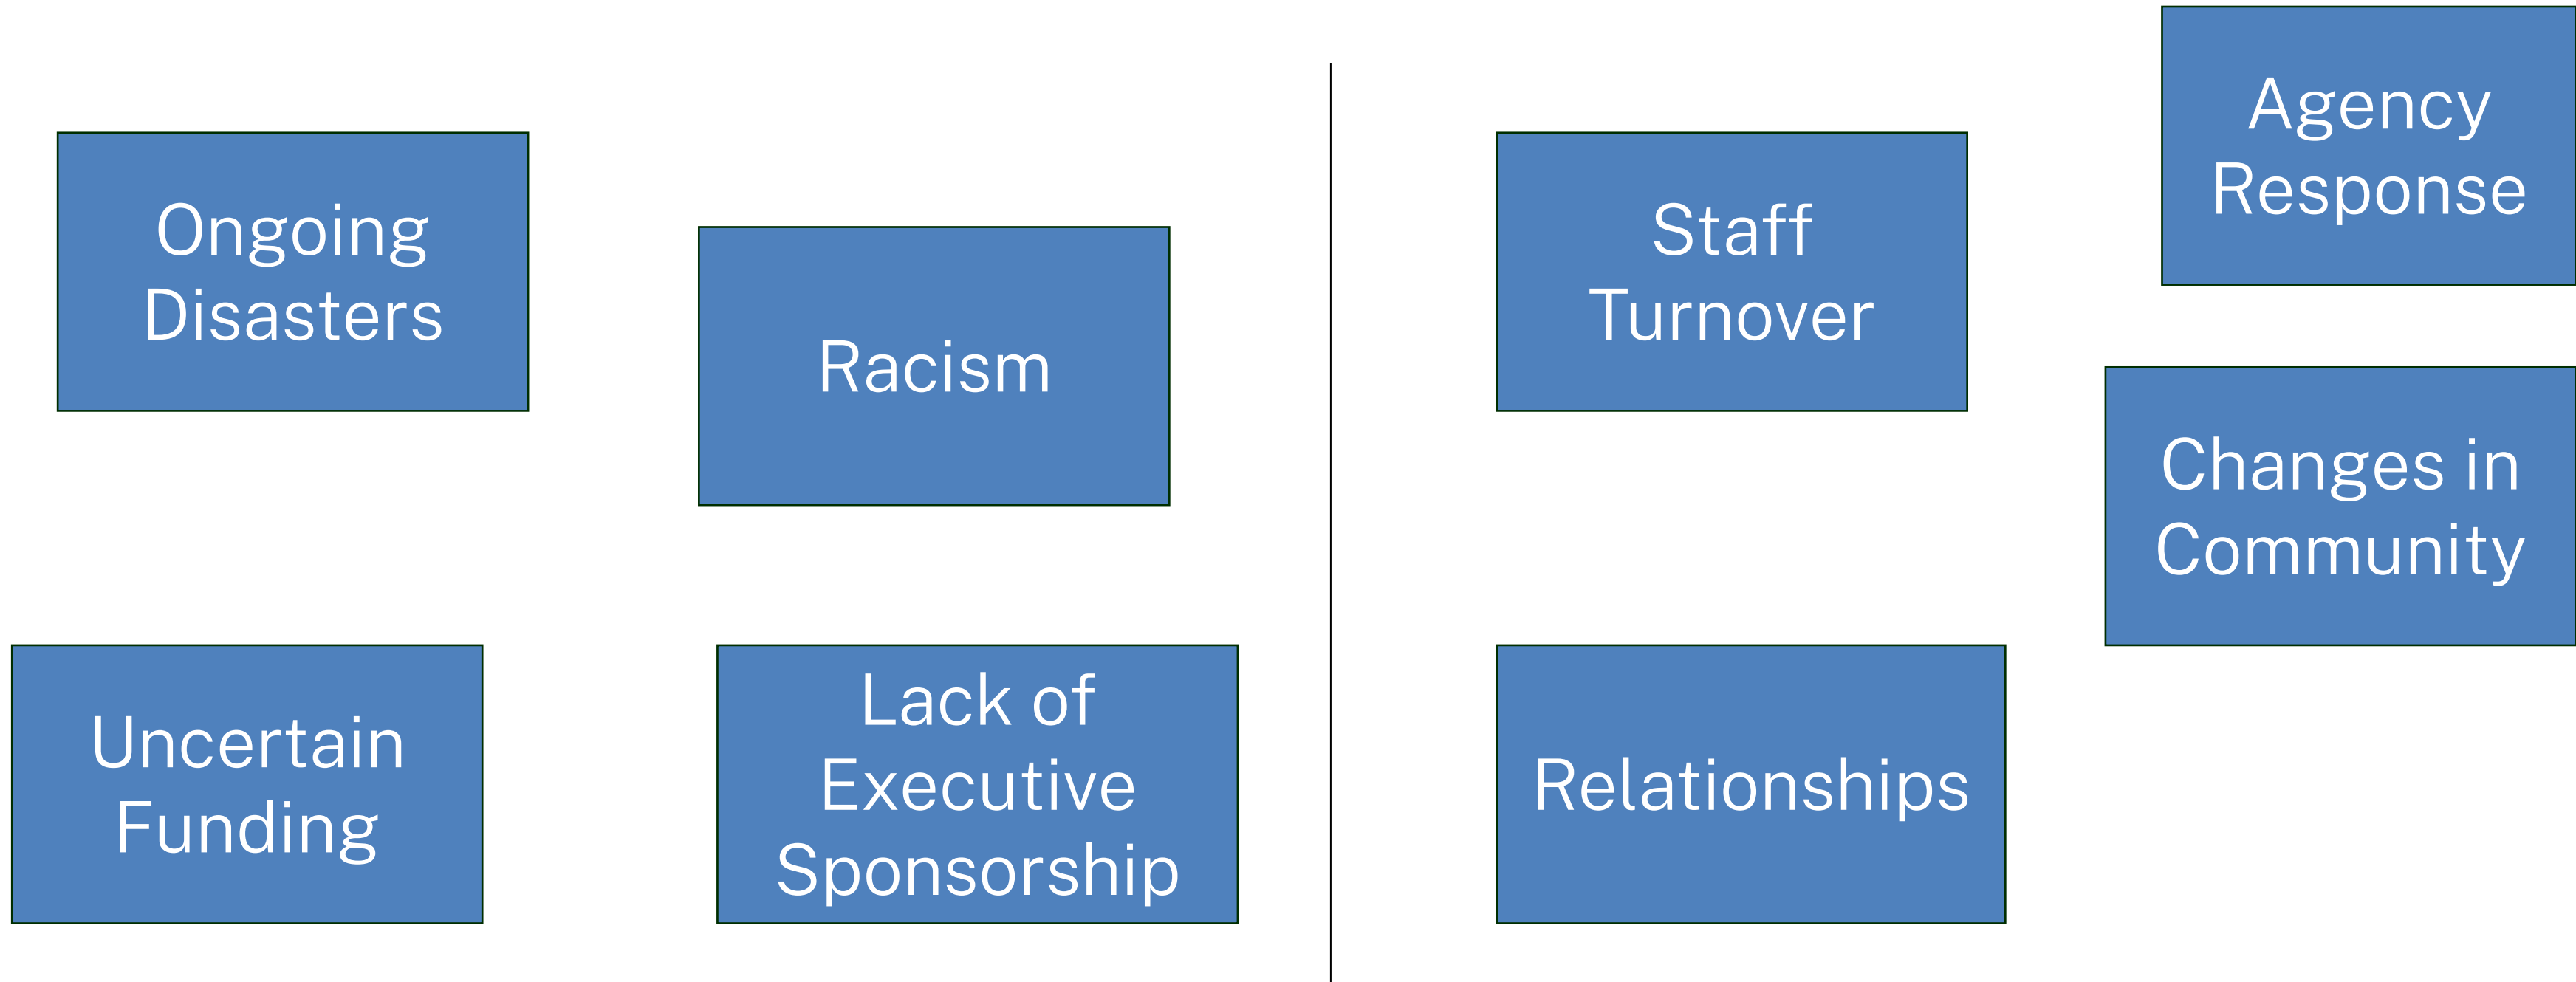 Ongoing
Disasters
Racism
Uncertain
Funding
Lack of
Executive
Sponsorship
Staff
Turnover
Agency
Response
Changes in
Community
Relationships